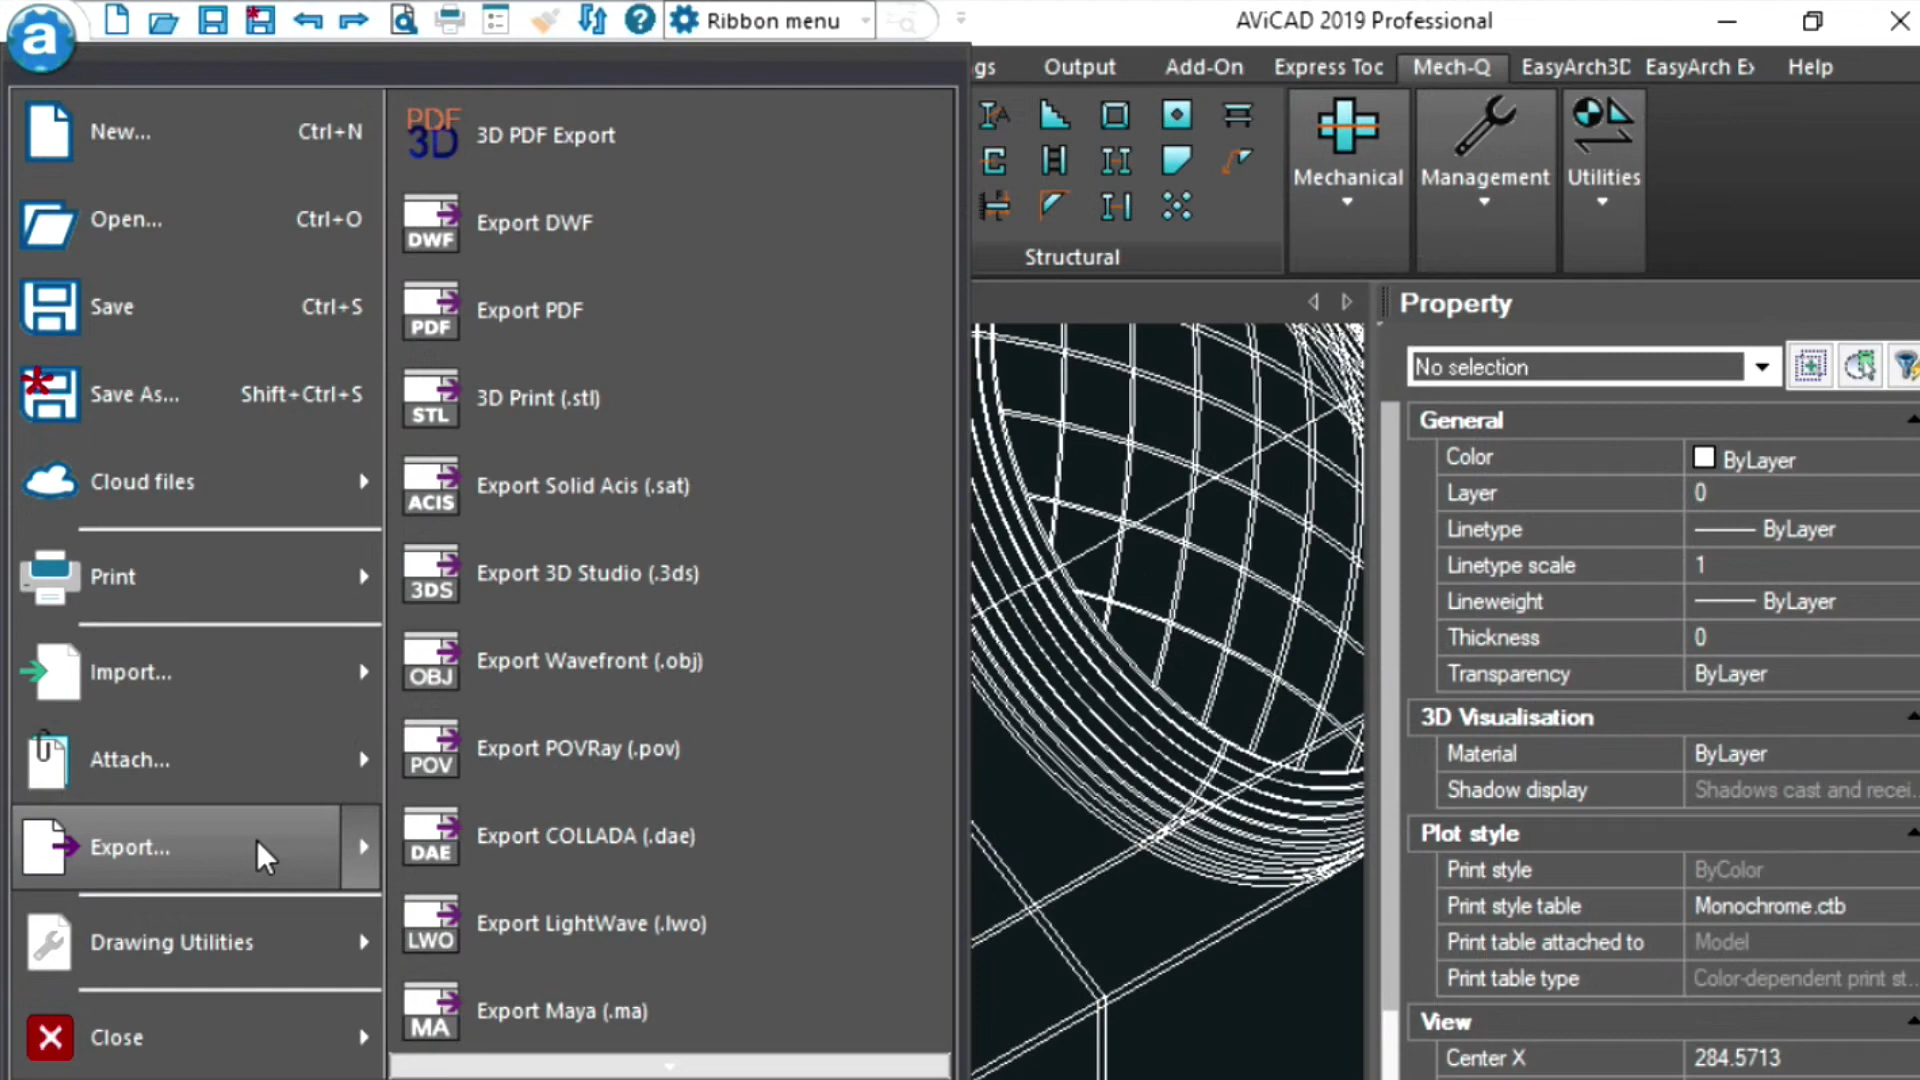 Ribbon menu
AViCAD 2019 Professional
a
gs
Output
Add-On
Express Toc
Mech-Q
EasyArch3D
EasyArch Ex
Help
New... Ctrl+N
Open... Ctrl+O
Save Ctrl+S
Save As... Shift+Ctrl+S
Cloud files
Print
Import...
Attach...
Export...
Drawing Utilities
Close
PDF
3D
3D PDF Export
DWF
Export DWF
PDF
Export PDF
STL
3D Print (.stl)
ACIS
Export Solid Acis (.sat)
3DS
Export 3D Studio (.3ds)
OBJ
Export Wavefront (.obj)
POV
Export POVRay (.pov)
DAE
Export COLLADA (.dae)
LWO
Export LightWave (.lwo)
MA
Export Maya (.ma)
Structural
Mechanical
Management
Utilities
Property
No selection
General
Color ByLayer
Layer 0
Linetype ByLayer
Linetype scale 1
Lineweight ByLayer
Thickness 0
Transparency ByLayer
3D Visualisation
Material ByLayer
Shadow display Shadows cast and recei...
Plot style
Print style ByColor
Print style table Monochrome.ctb
Print table attached to Model
Print table type Color-dependent print st...
View
Center X 284.5713